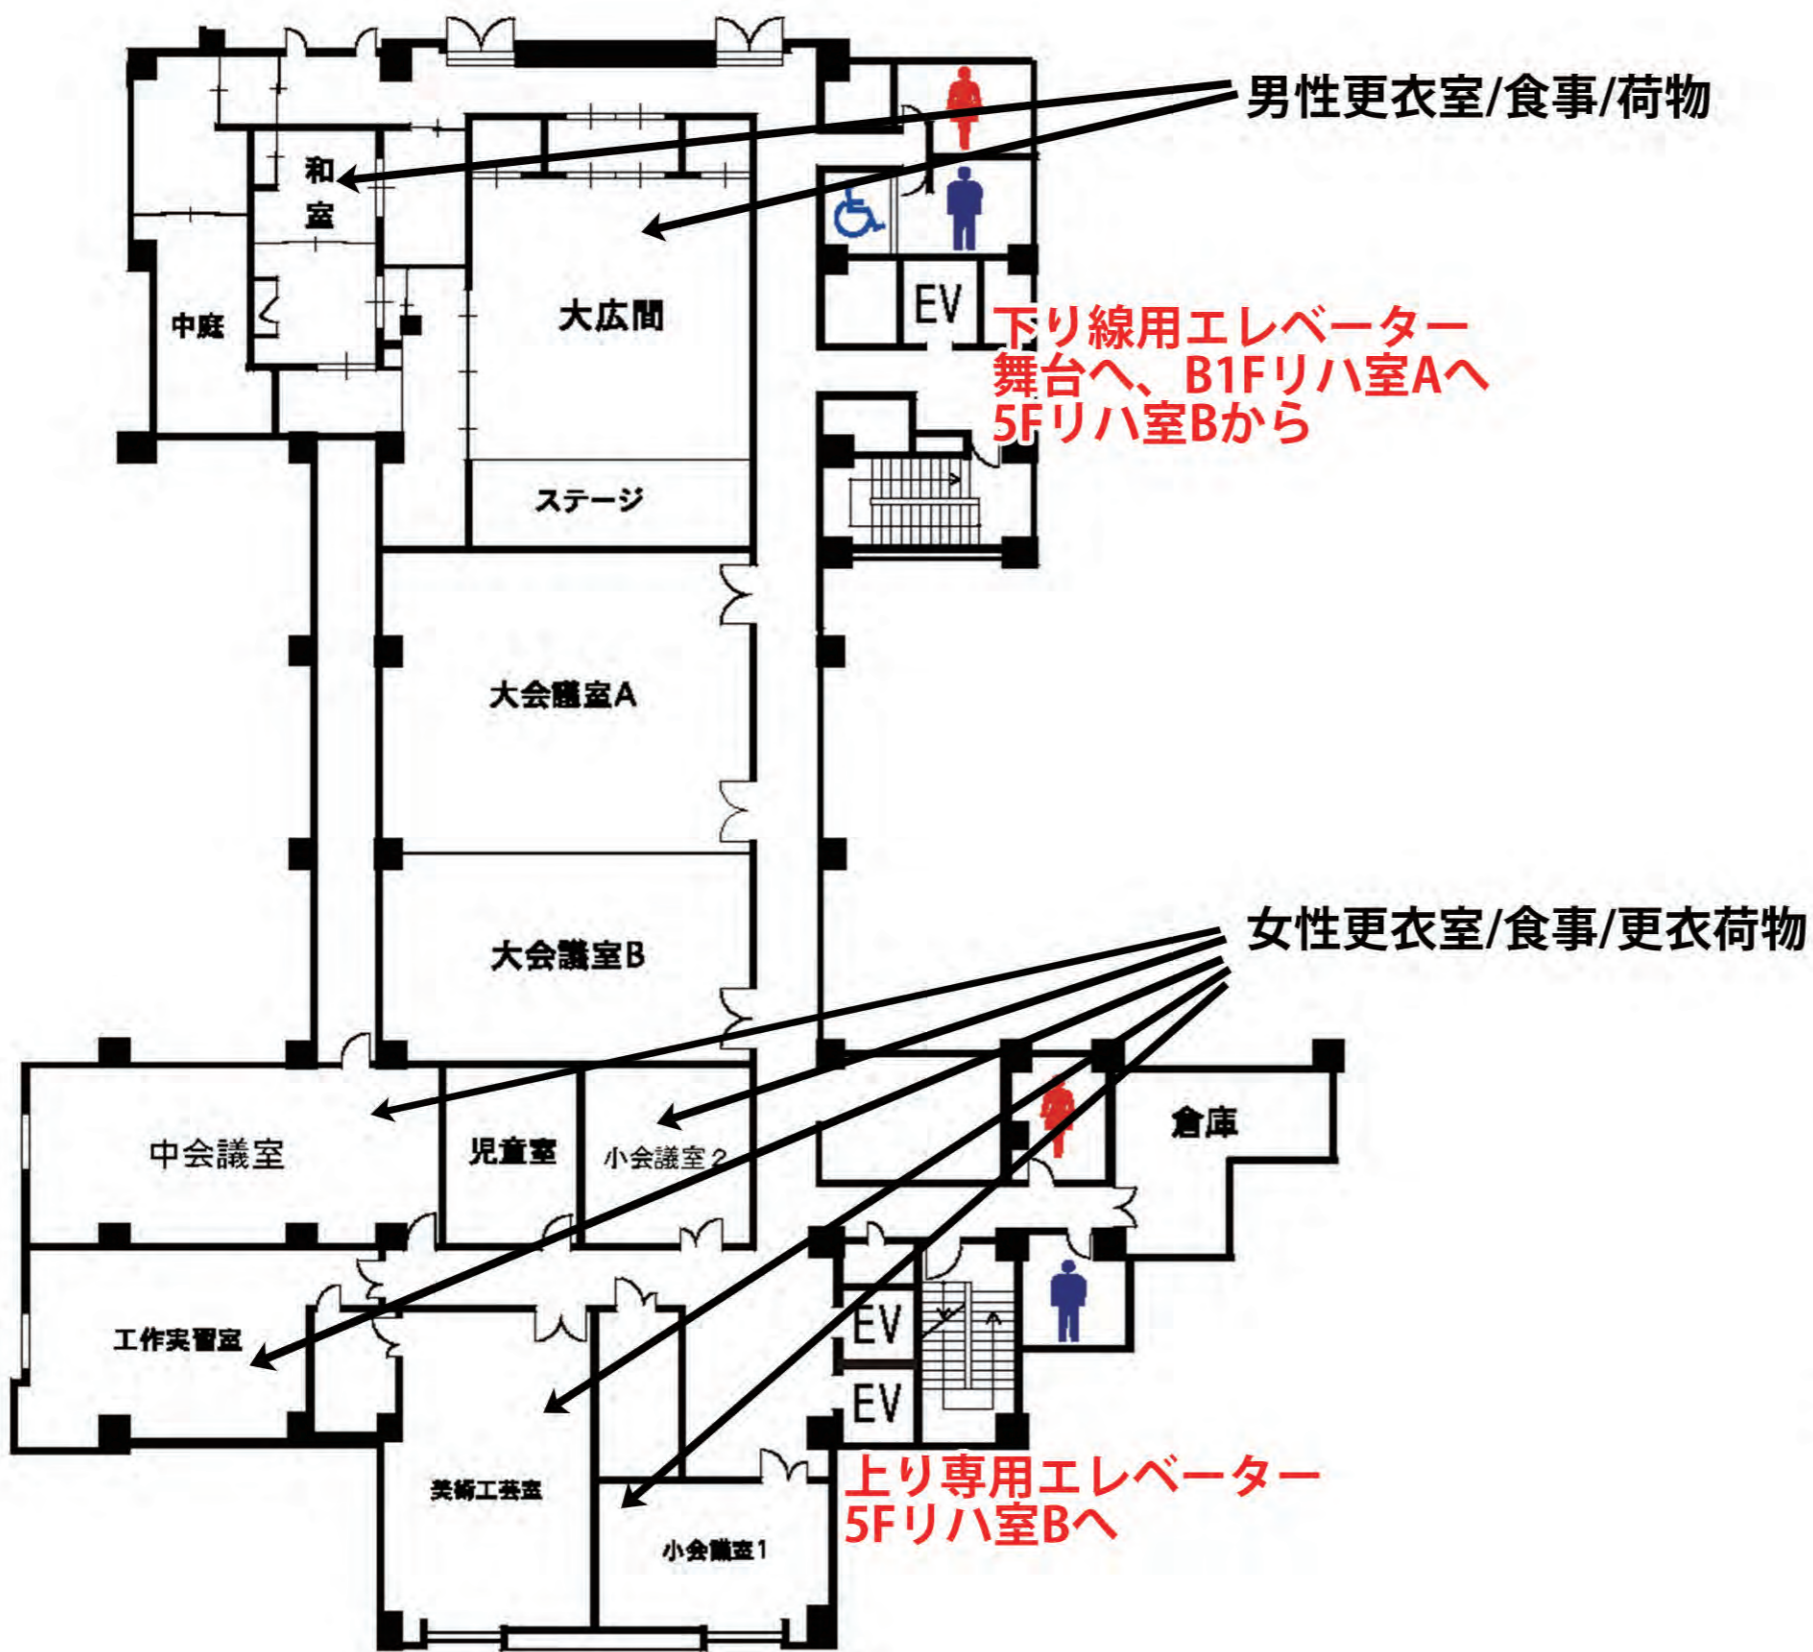 男性更衣室/食事/荷物
和室
大広間
中庭
EV
下り線用エレベーター
舞台へ、B1Fリハ室Aへ
5Fリハ室Bから
ステージ
大会議室A
女性更衣室/食事/更衣荷物
大会議室B
中会議室
児童室
小会議室2
倉庫
工作実習室
EV
EV
美術工芸室
上り専用エレベーター
5Fリハ室Bへ
小会議室1